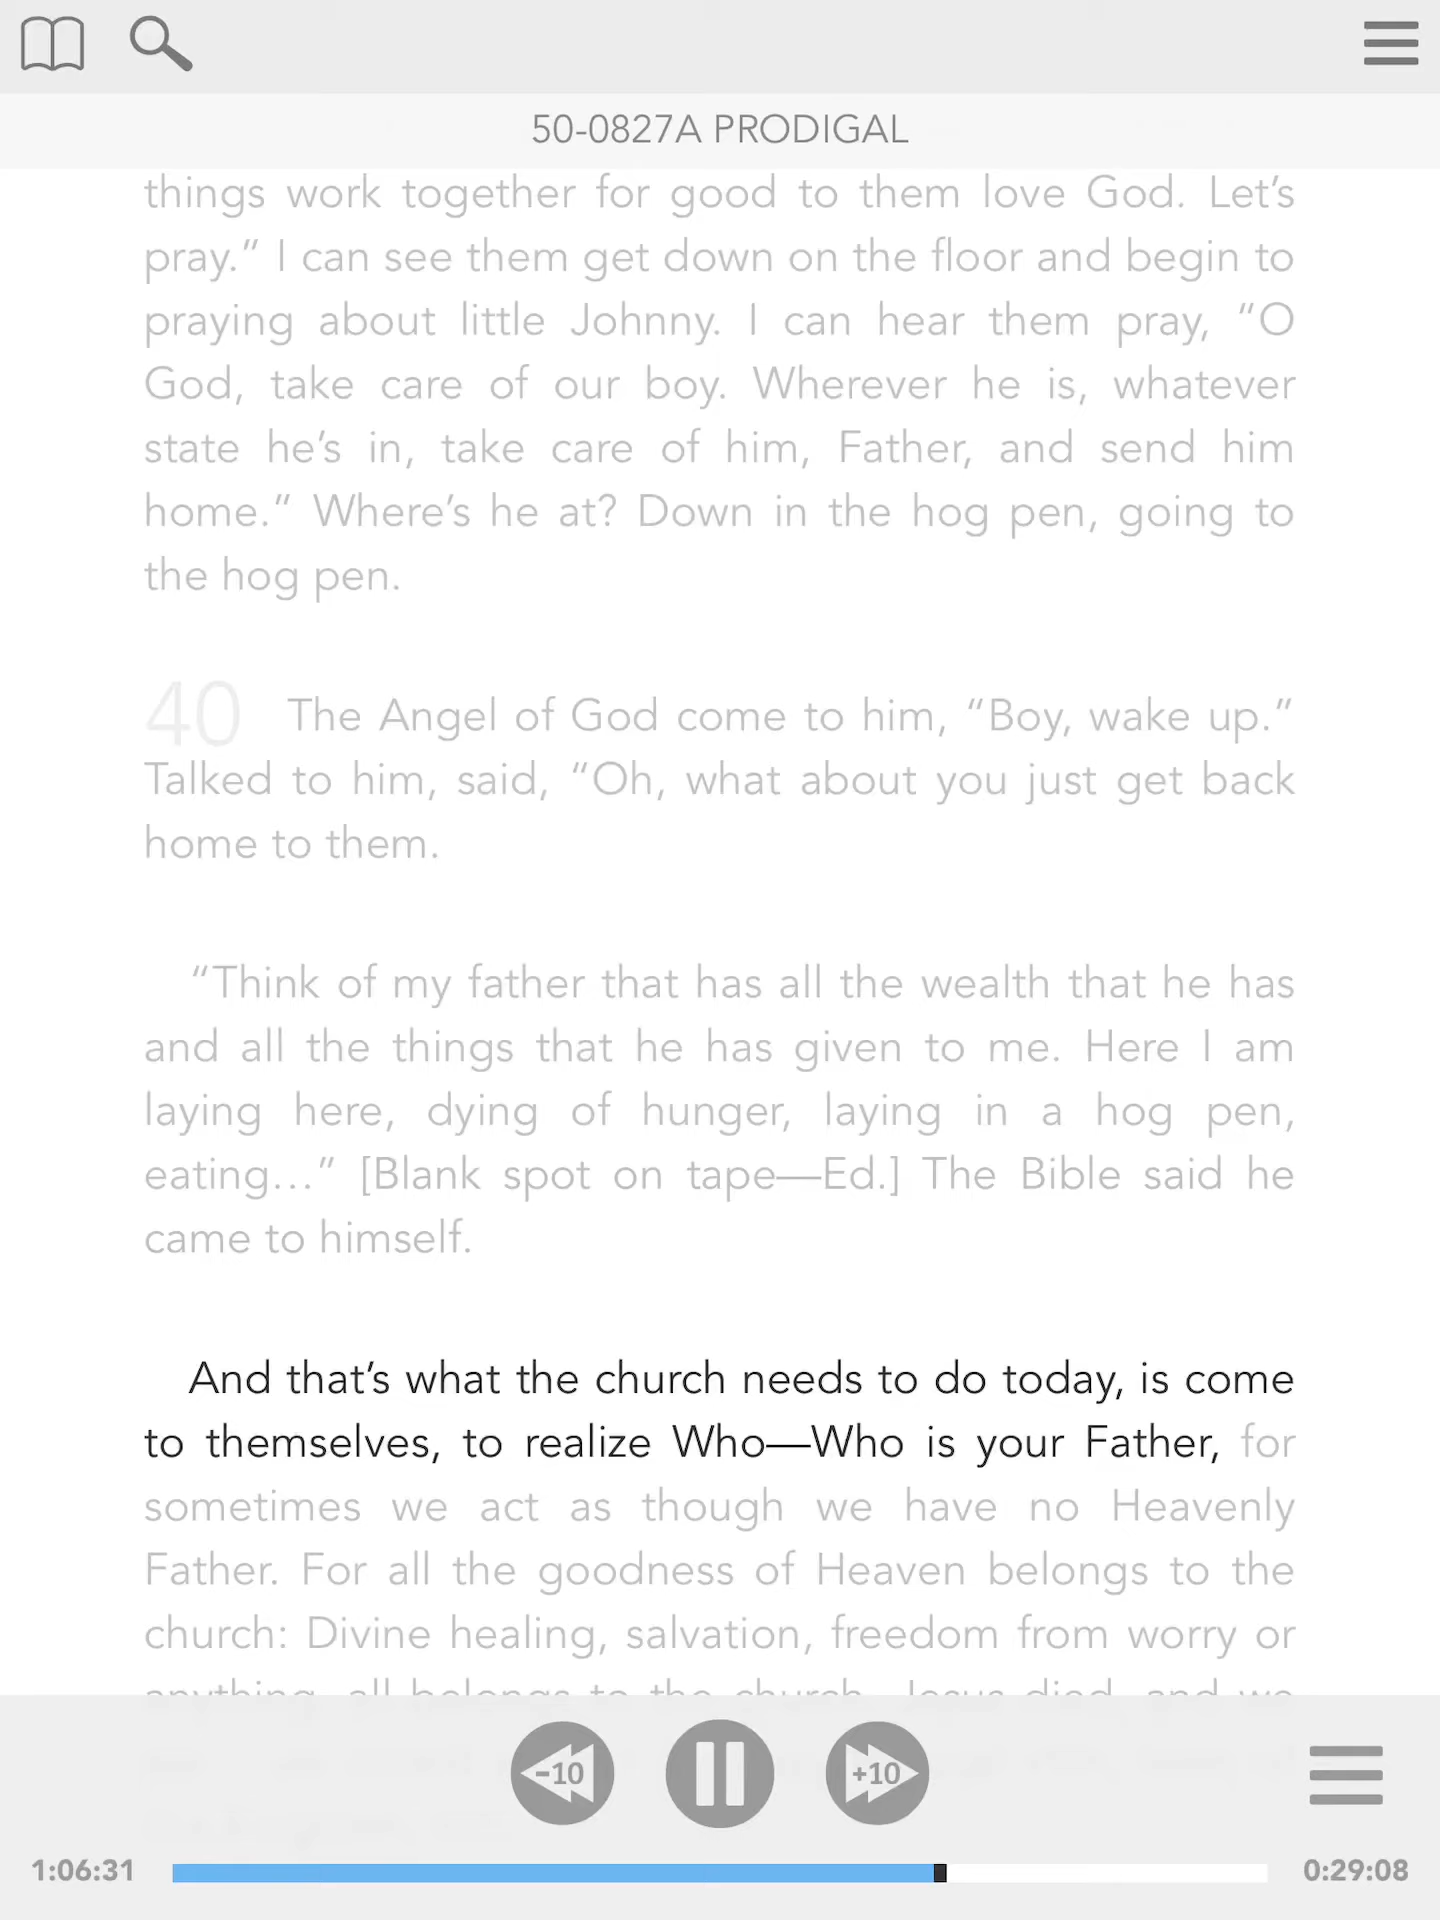 50-0827A PRODIGAL
things work together for good to them love God. Let’s
pray.” I can see them get down on the floor and begin to
praying about little Johnny. I can hear them pray, “O
God, take care of our boy. Wherever he is, whatever
state he’s in, take care of him, Father, and send him
home.” Where’s he at? Down in the hog pen, going to
the hog pen.
40 The Angel of God come to him, “Boy, wake up.”
Talked to him, said, “Oh, what about you just get back
home to them.
“Think of my father that has all the wealth that he has
and all the things that he has given to me. Here I am
laying here, dying of hunger, laying in a hog pen,
eating…” [Blank spot on tape—Ed.] The Bible said he
came to himself.
And that’s what the church needs to do today, is come
to themselves, to realize Who—Who is your Father, for
sometimes we act as though we have no Heavenly
Father. For all the goodness of Heaven belongs to the
church: Divine healing, salvation, freedom from worry or
anything, all belongs to the church. Jesus died, and we
-10 +10
1:06:31 0:29:08